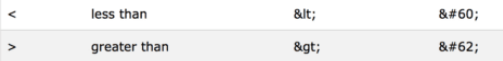 < less than &lt; &#60;
> greater than &gt; &#62;